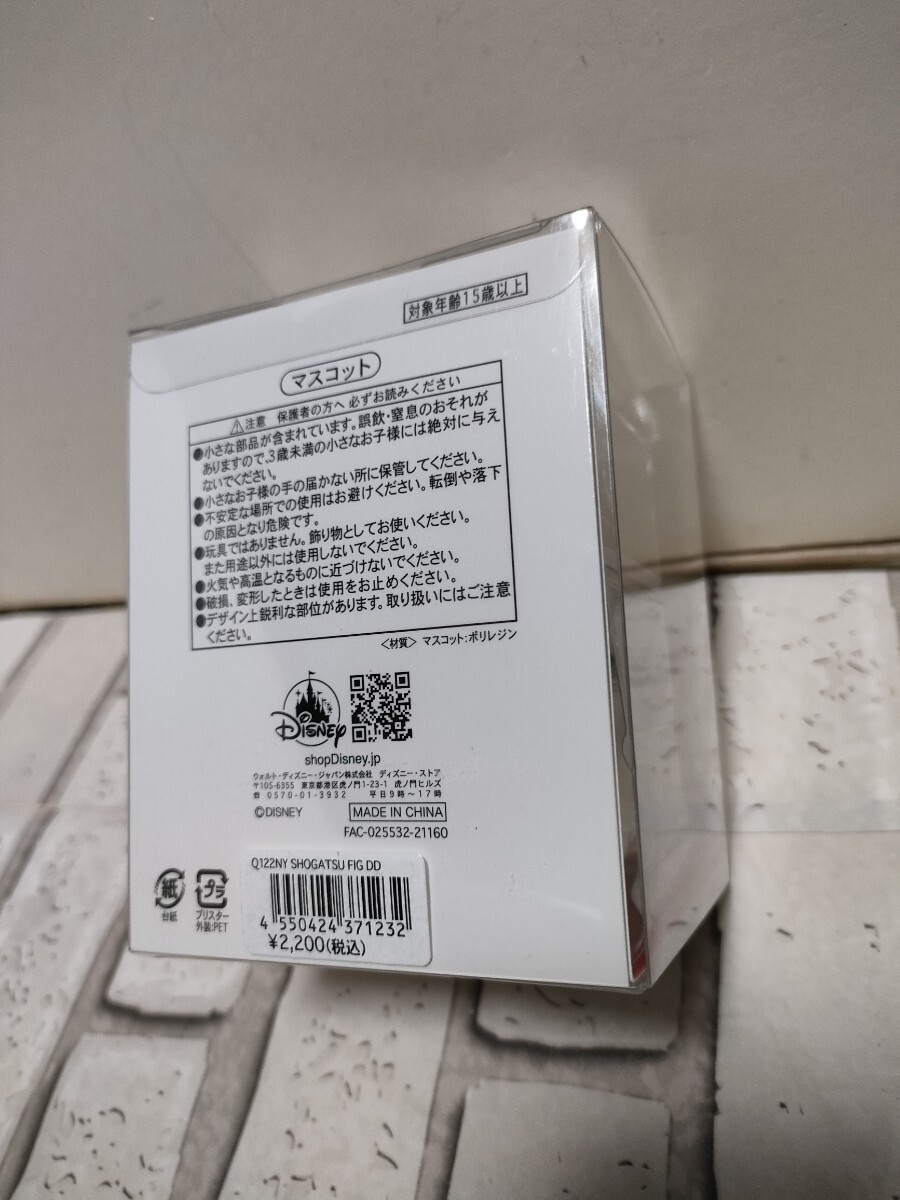 対象年齢15歳以上
マスコット
⚠注意 保護者の方へ 必ずお読みください
●小さな部品が含まれています。誤飲・窒息のおそれが
ありますので、3歳未満の小さなお子様には絶対に与え
ないでください。
●小さなお子様の手の届かない所に保管してください。
●不安定な場所での使用はお避けください。転倒や落下
の原因となり危険です。
●玩具ではありません。飾り物としてお使いください。
また用途以外には使用しないでください。
●火気や高温となるものに近づけないでください。
●破損、変形したときは使用をお止めください。
●デザイン上鋭利な部位があります。取り扱いにはご注意
ください。
〈材質〉 マスコット:ポリレジン
Disney
shopDisney.jp
ウォルト・ディズニー・ジャパン株式会社 ディズニー・ストア
〒105-6355 東京都港区虎ノ門1-23-1 虎ノ門ヒルズ
☎ 0570-01-3932 平日9時～17時
©DISNEY MADE IN CHINA
FAC-025532-21160
Q122NY SHOGATSU FIG DD
4 550424 371232
¥2,200(税込)
紙 プラ
台紙 ブリスター
外装:PET